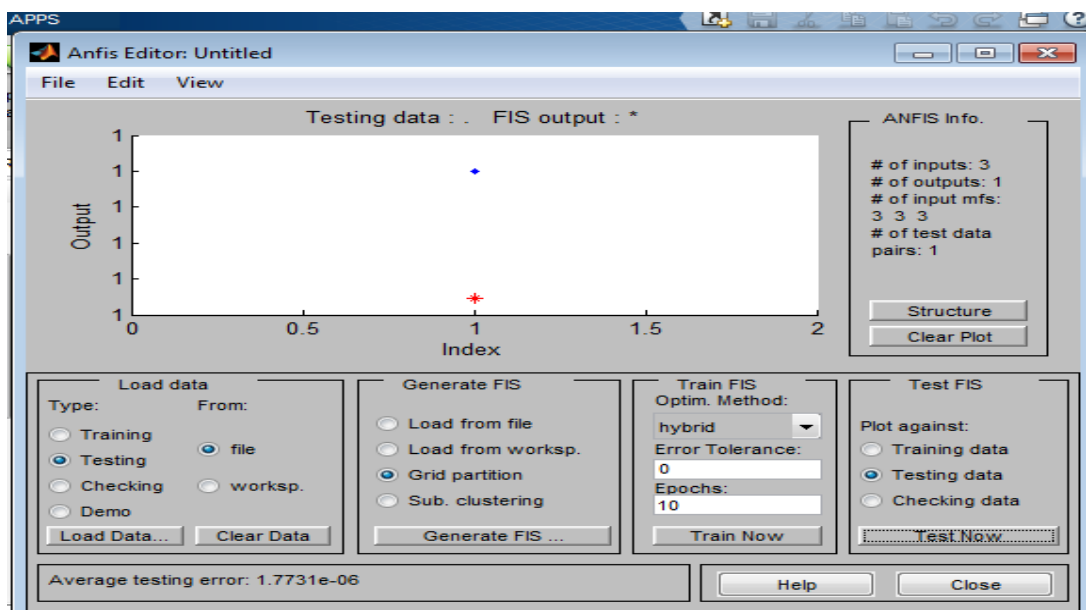 APPS
Anfis Editor: Untitled
File Edit View
Testing data : . FIS output : *
1
1
1
1
1
1
Output
0 0.5 1 1.5 2
Index
ANFIS Info.
# of inputs: 3
# of outputs: 1
# of input mfs:
3 3 3
# of test data
pairs: 1
Structure
Clear Plot
Load data
Type: From:
Training
Testing
Checking
Demo
file
worksp.
Load Data... Clear Data
Generate FIS
Load from file
Load from worksp.
Grid partition
Sub. clustering
Generate FIS ...
Train FIS
Optim. Method:
hybrid
Error Tolerance:
0
Epochs:
10
Train Now
Test FIS
Plot against:
Training data
Testing data
Checking data
Test Now
Average testing error: 1.7731e-06
Help Close